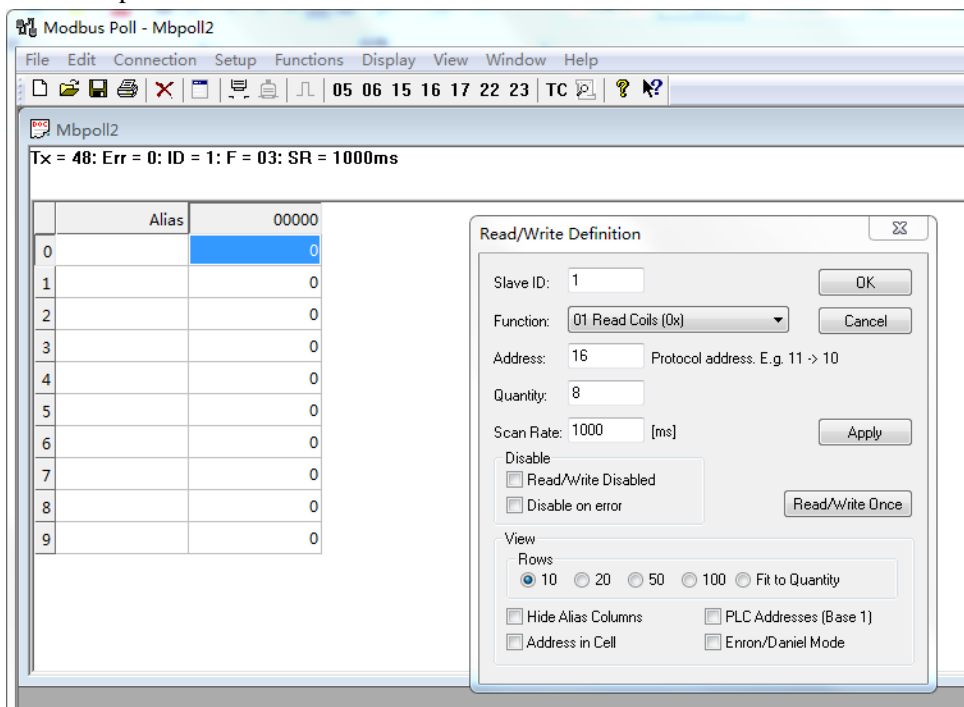 Modbus Poll - Mbpoll2
File Edit Connection Setup Functions Display View Window Help
05 06 15 16 17 22 23 TC
Mbpoll2
Tx = 48: Err = 0: ID = 1: F = 03: SR = 1000ms
Alias 00000
0 0
1 0
2 0
3 0
4 0
5 0
6 0
7 0
8 0
9 0
Read/Write Definition
Slave ID: 1 OK
Function: 01 Read Coils (0x) Cancel
Address: 16 Protocol address. E.g. 11 -> 10
Quantity: 8
Scan Rate: 1000 [ms] Apply
Disable
Read/Write Disabled
Disable on error Read/Write Once
View
Rows
10 20 50 100 Fit to Quantity
Hide Alias Columns PLC Addresses (Base 1)
Address in Cell Enron/Daniel Mode